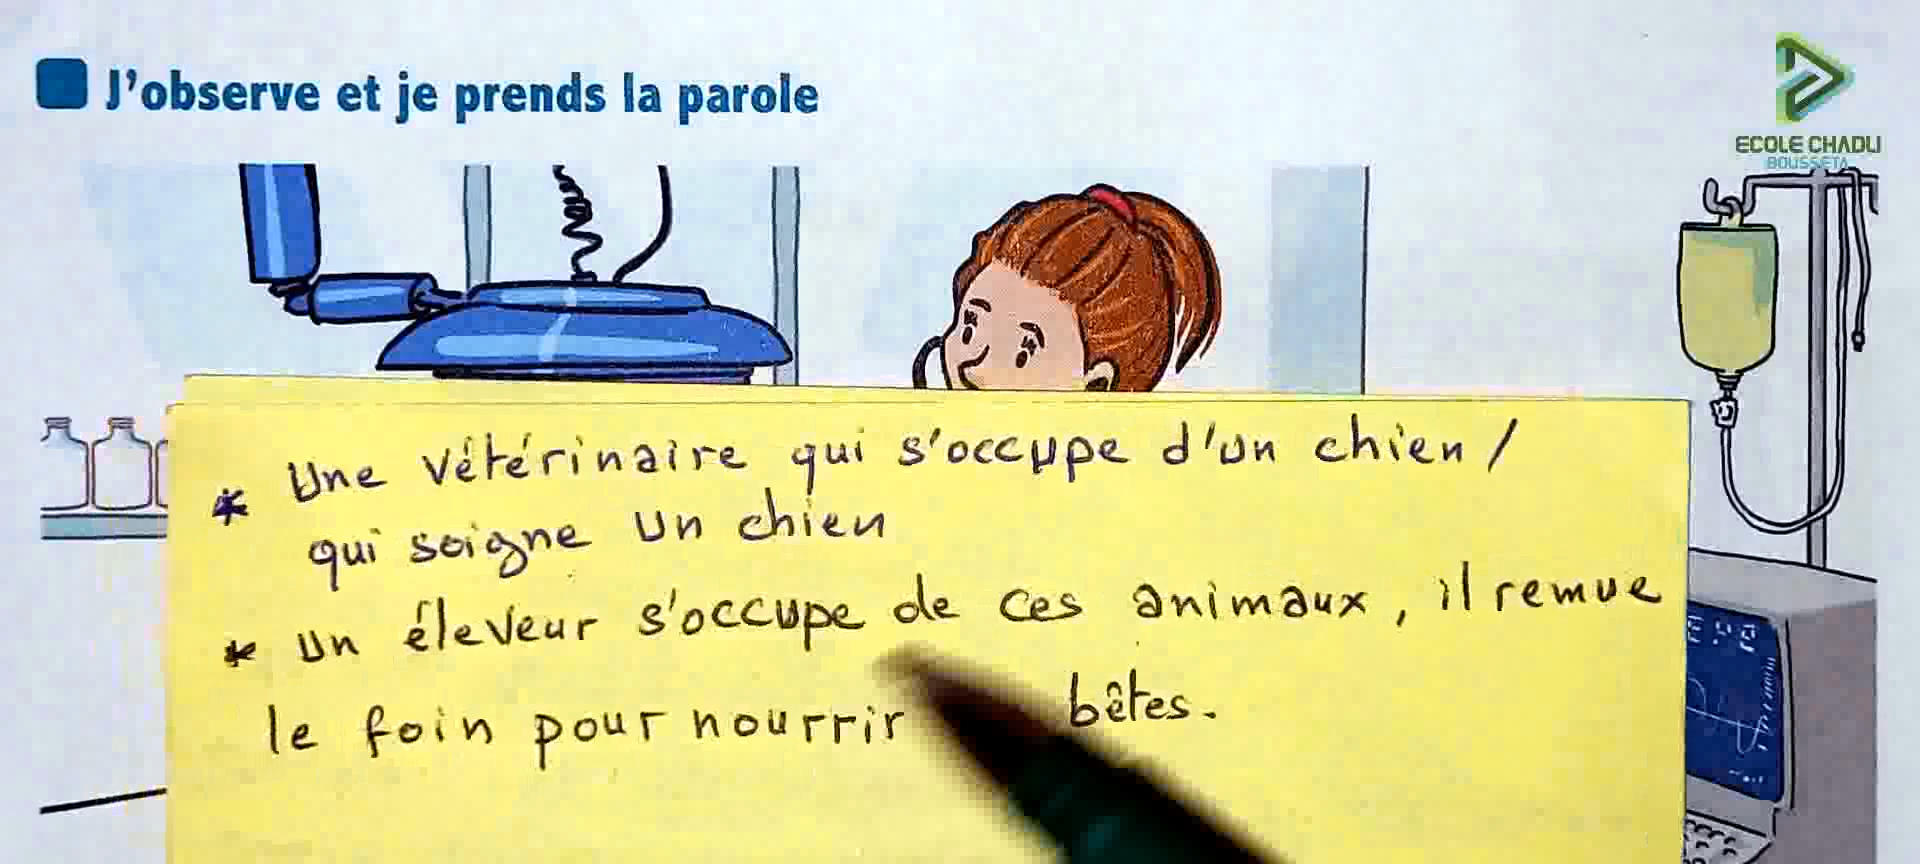 J'observe et je prends la parole
ECOLE CHADLI
BOUSSETA
* Une vétérinaire qui s'occupe d'un chien /
qui soigne un chien
* un éleveur s'occupe de ces animaux, il remue
le foin pour nourrir bêtes.